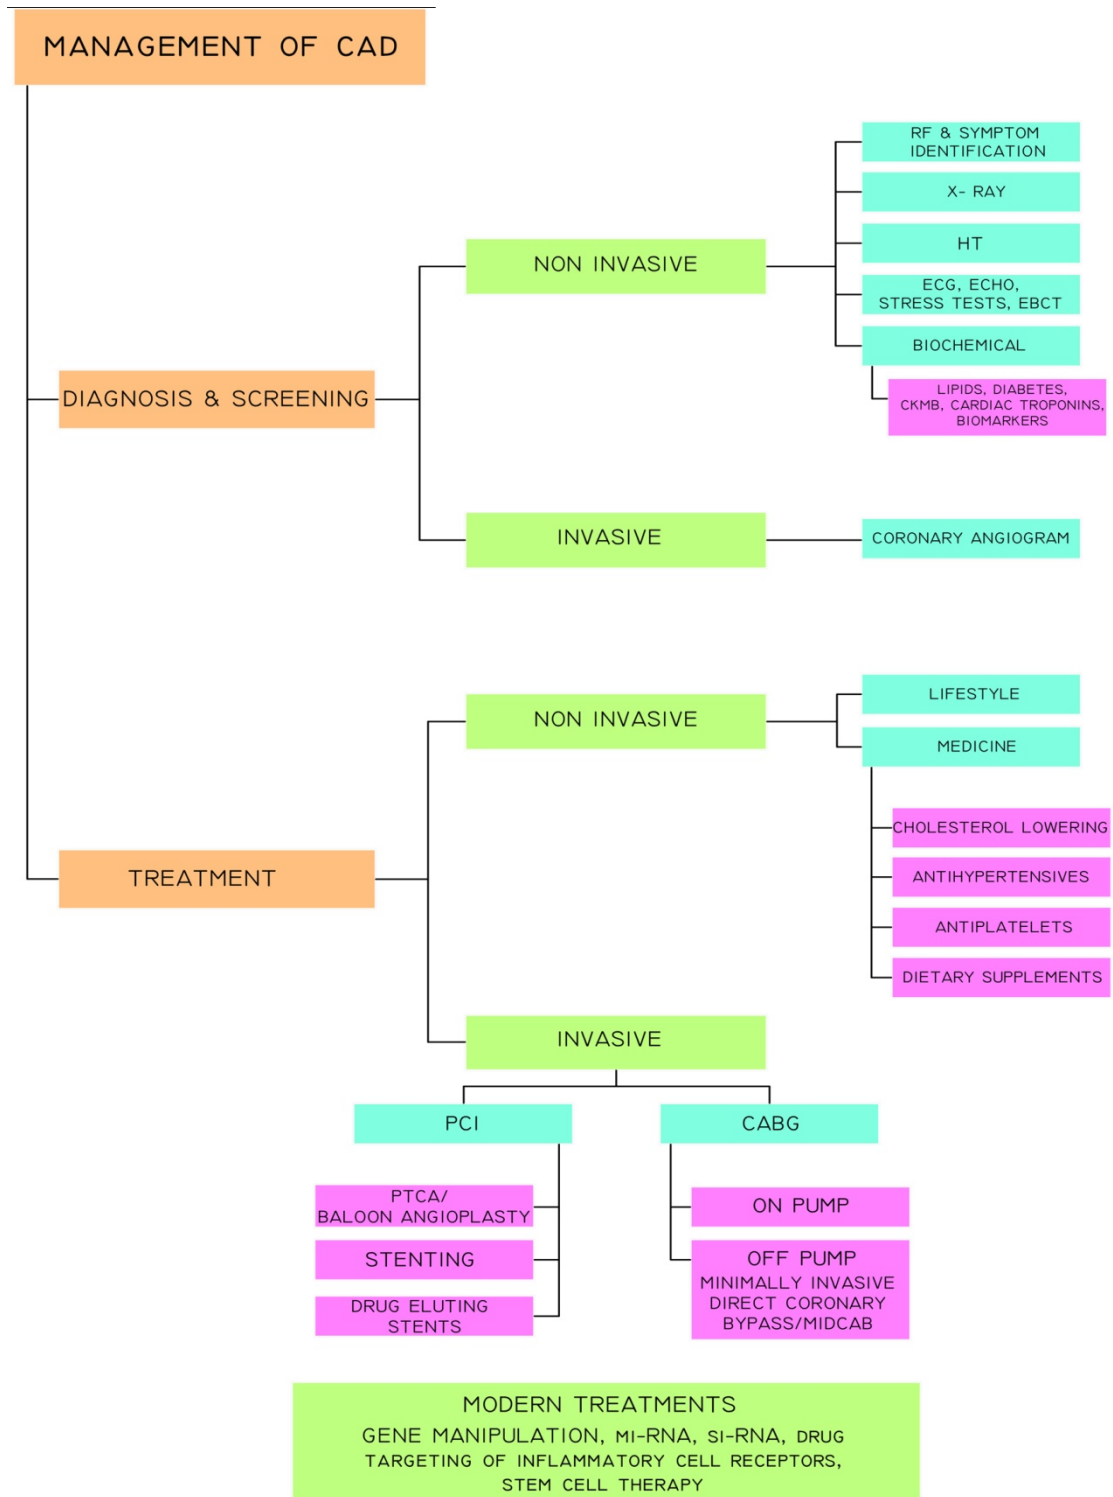 MANAGEMENT OF CAD
RF & SYMPTOM
IDENTIFICATION
X- RAY
HT
ECG, ECHO,
STRESS TESTS, EBCT
BIOCHEMICAL
LIPIDS, DIABETES,
CKMB, CARDIAC TROPONINS,
BIOMARKERS
NON INVASIVE
DIAGNOSIS & SCREENING
INVASIVE
CORONARY ANGIOGRAM
NON INVASIVE
LIFESTYLE
MEDICINE
CHOLESTEROL LOWERING
ANTIHYPERTENSIVES
ANTIPLATELETS
DIETARY SUPPLEMENTS
TREATMENT
INVASIVE
PCI
PTCA/
BALOON ANGIOPLASTY
STENTING
DRUG ELUTING
STENTS
CABG
ON PUMP
OFF PUMP
MINIMALLY INVASIVE
DIRECT CORONARY
BYPASS/MIDCAB
MODERN TREATMENTS
GENE MANIPULATION, MI-RNA, SI-RNA, DRUG
TARGETING OF INFLAMMATORY CELL RECEPTORS,
STEM CELL THERAPY